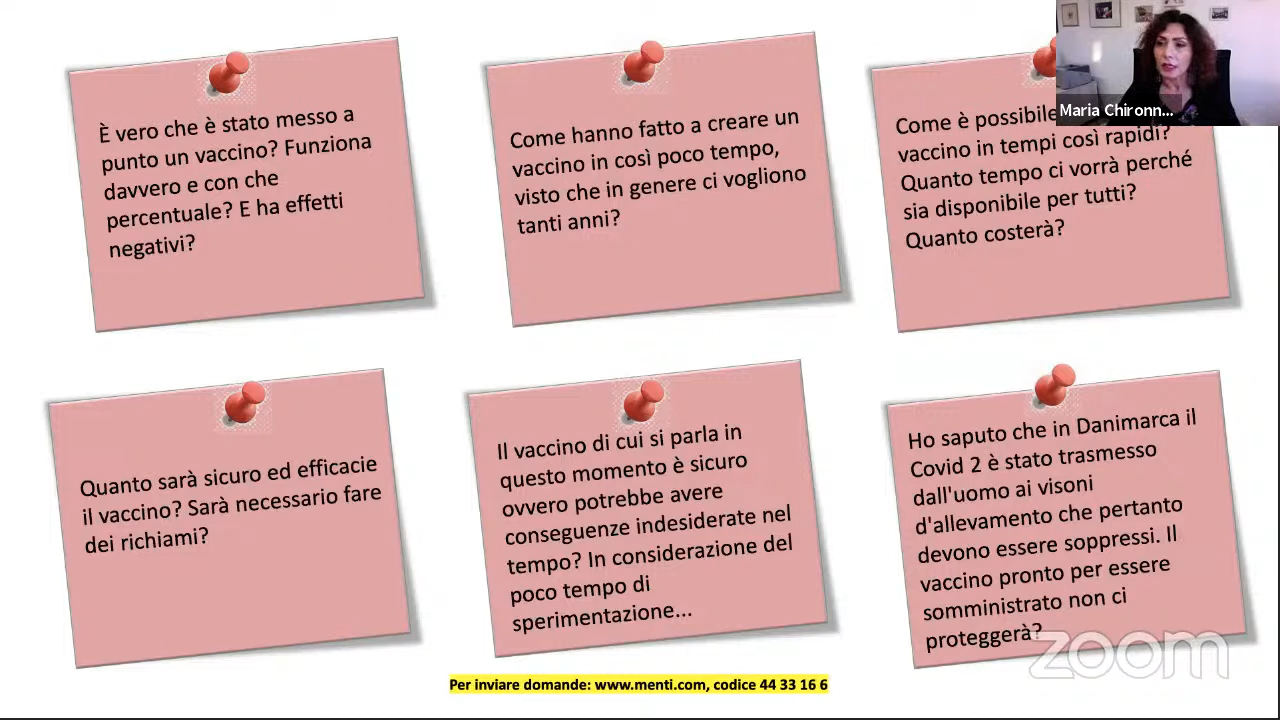 È vero che è stato messo a
punto un vaccino? Funziona
davvero e con che
percentuale? E ha effetti
negativi?
Come hanno fatto a creare un
vaccino in così poco tempo,
visto che in genere ci vogliono
tanti anni?
Come è possibile
vaccino in tempi così rapidi?
Quanto tempo ci vorrà perché
sia disponibile per tutti?
Quanto costerà?
Maria Chironn...
Quanto sarà sicuro ed efficacie
il vaccino? Sarà necessario fare
dei richiami?
Il vaccino di cui si parla in
questo momento è sicuro
ovvero potrebbe avere
conseguenze indesiderate nel
tempo? In considerazione del
poco tempo di
sperimentazione...
Ho saputo che in Danimarca il
Covid 2 è stato trasmesso
dall'uomo ai visoni
d'allevamento che pertanto
devono essere soppressi. Il
vaccino pronto per essere
somministrato non ci
proteggerà?
zoom
Per inviare domande: www.menti.com, codice 44 33 16 6